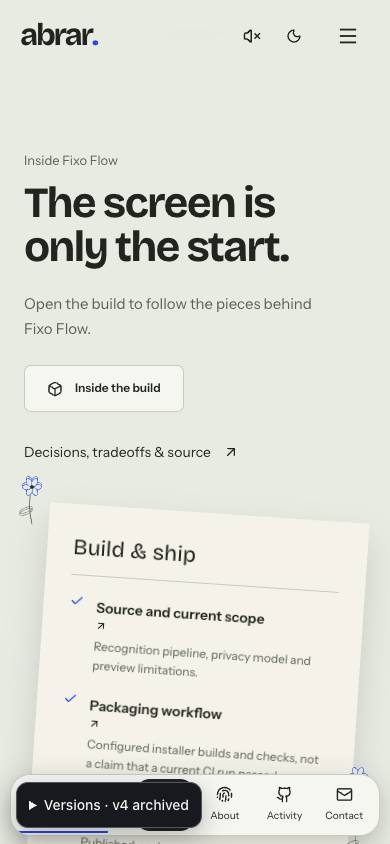 abrar.
Inside Fixo Flow
The screen is
only the start.
Open the build to follow the pieces behind
Fixo Flow.
Inside the build
Decisions, tradeoffs & source
Build & ship
Source and current scope
Recognition pipeline, privacy model and
preview limitations.
Packaging workflow
Configured installer builds and checks, not
a claim that a current CI run
Versions · v4 archived
About
Activity
Contact
Published